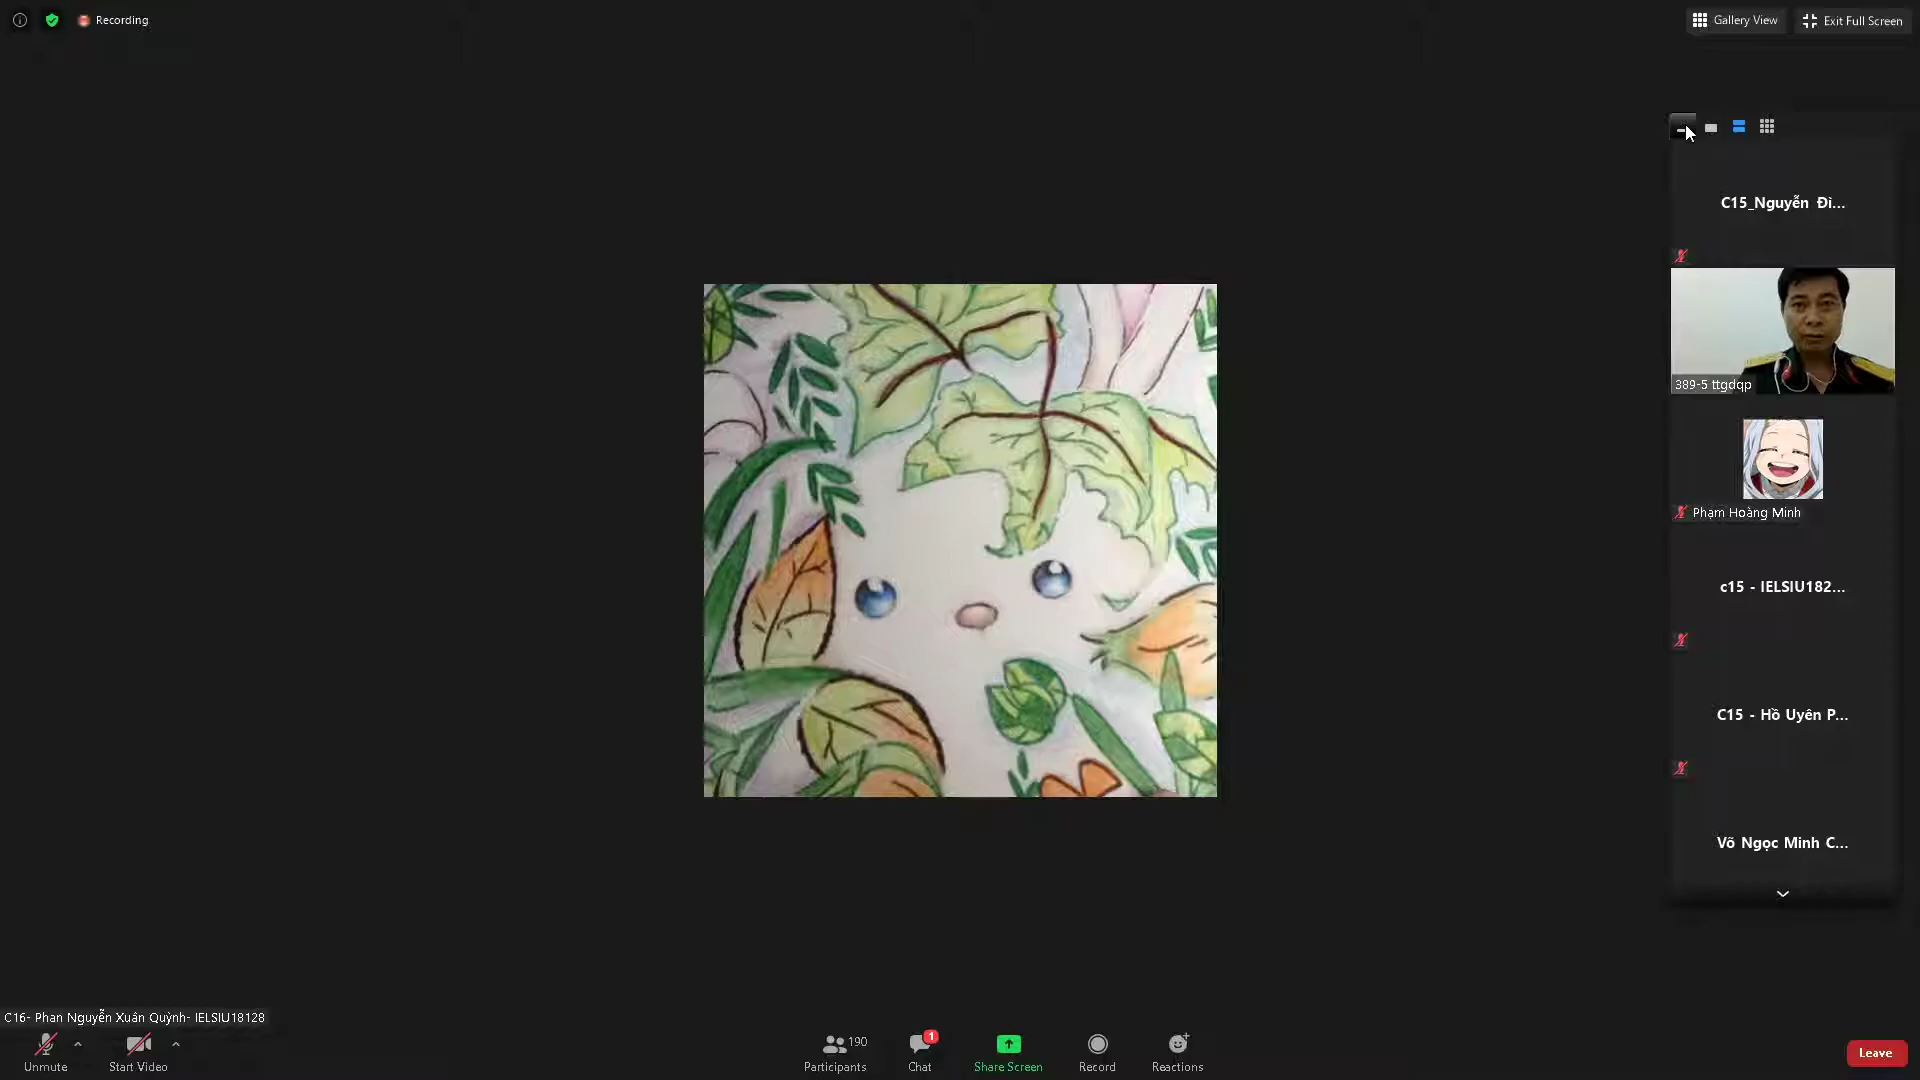 Recording
Gallery View
Exit Full Screen
C15_Nguyễn Đì...
389-5 ttgdqp
Phạm Hoàng Minh
c15 - IELSIU182...
C15 - Hồ Uyên P...
Võ Ngọc Minh C...
C16- Phan Nguyễn Xuân Quỳnh- IELSIU18128
Unmute
Start Video
190
Participants
1
Chat
Share Screen
Record
Reactions
Leave